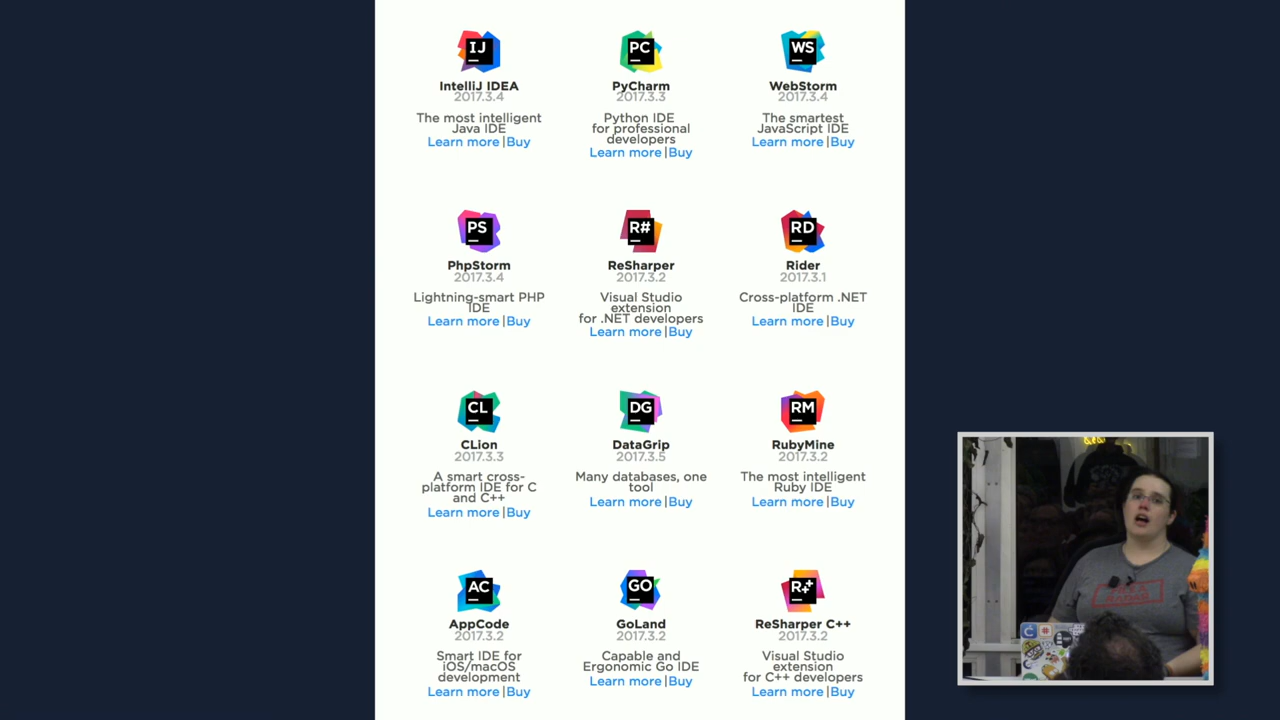 IJ
PC
WS
IntelliJ IDEA
2017.3.4
The most intelligent
Java IDE
Learn more | Buy
PyCharm
2017.3.3
Python IDE
for professional
developers
Learn more | Buy
WebStorm
2017.3.4
The smartest
JavaScript IDE
Learn more | Buy
PS
R#
RD
PhpStorm
2017.3.4
Lightning-smart PHP
IDE
Learn more | Buy
ReSharper
2017.3.2
Visual Studio
extension
for .NET developers
Learn more | Buy
Rider
2017.3.1
Cross-platform .NET
IDE
Learn more | Buy
CL
DG
RM
CLion
2017.3.3
A smart cross-
platform IDE for C
and C++
Learn more | Buy
DataGrip
2017.3.5
Many databases, one
tool
Learn more | Buy
RubyMine
2017.3.2
The most intelligent
Ruby IDE
Learn more | Buy
AC
GO
R++
AppCode
2017.3.2
Smart IDE for
iOS/macOS
development
Learn more | Buy
GoLand
2017.3.2
Capable and
Ergonomic Go IDE
Learn more | Buy
ReSharper C++
2017.3.2
Visual Studio
extension
for C++ developers
Learn more | Buy